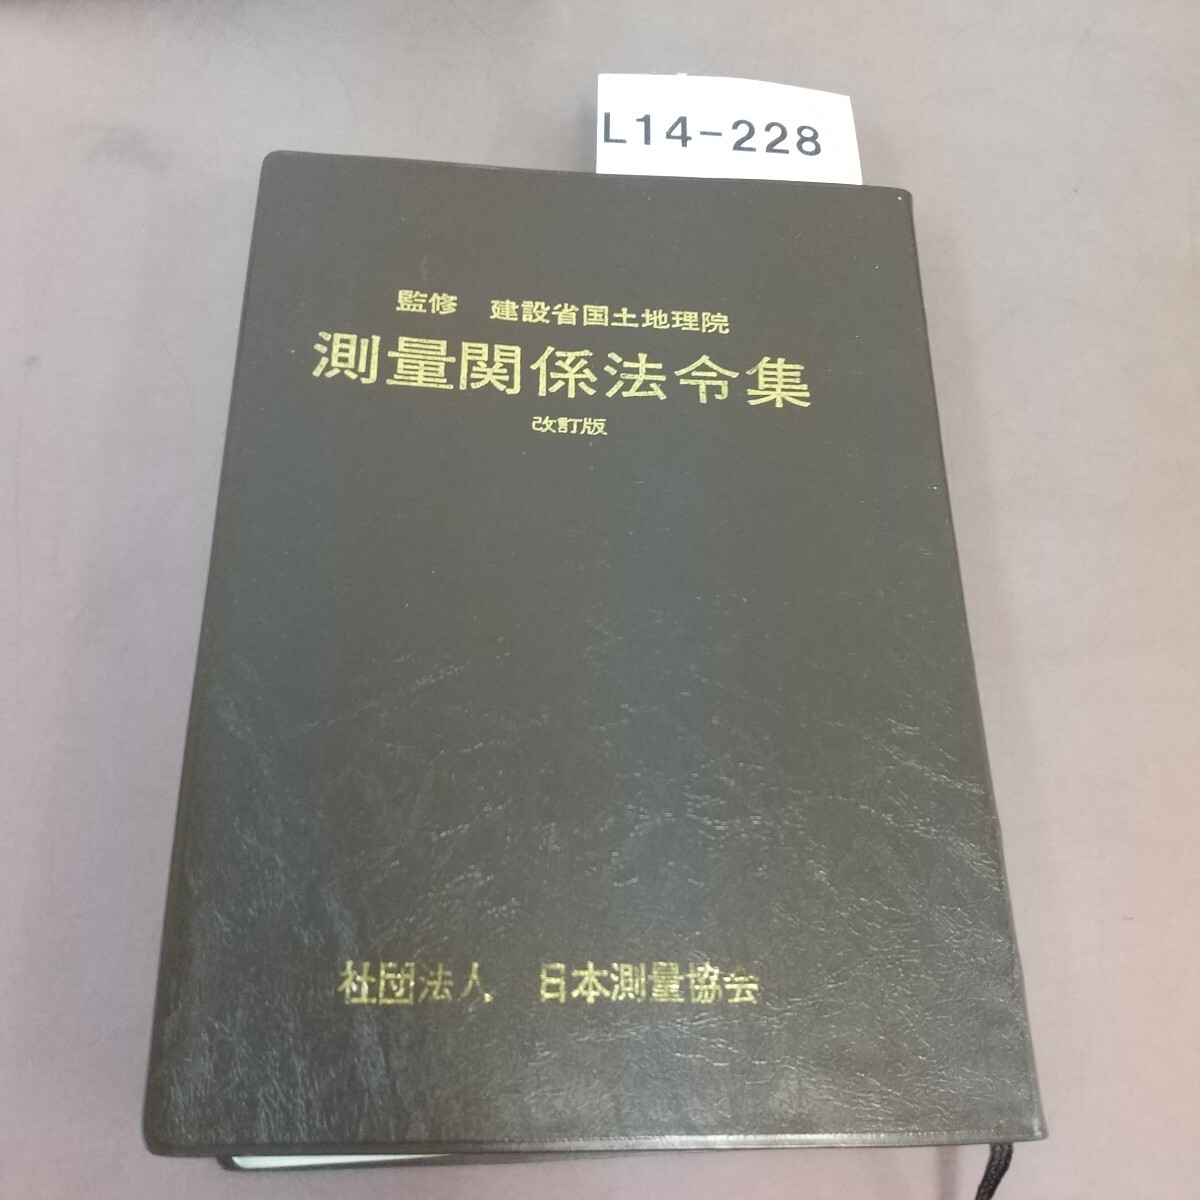 L14-228
監修 建設省国土地理院
測量関係法令集
改訂版
社団法人 日本測量協会